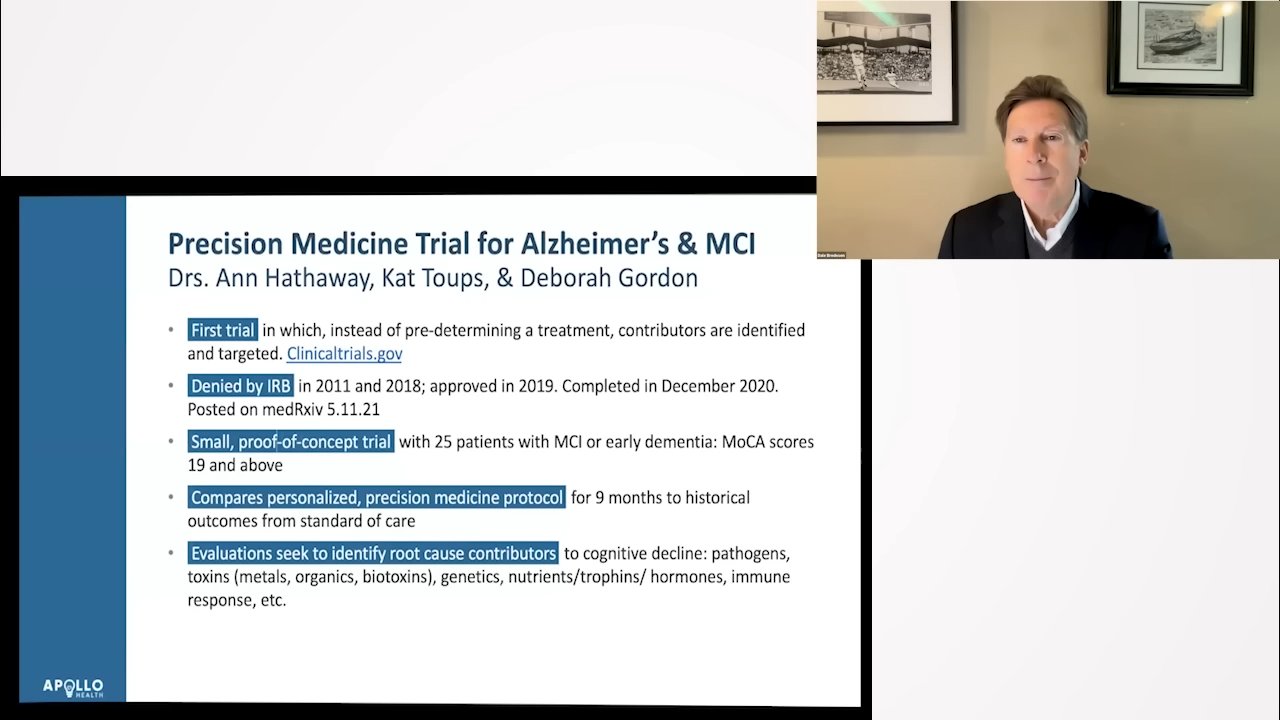 Precision Medicine Trial for Alzheimer's & MCI
Drs. Ann Hathaway, Kat Toups, & Deborah Gordon
• First trial in which, instead of pre-determining a treatment, contributors are identified
and targeted. Clinicaltrials.gov
• Denied by IRB in 2011 and 2018; approved in 2019. Completed in December 2020.
Posted on medRxiv 5.11.21
• Small, proof-of-concept trial with 25 patients with MCI or early dementia: MoCA scores
19 and above
• Compares personalized, precision medicine protocol for 9 months to historical
outcomes from standard of care
• Evaluations seek to identify root cause contributors to cognitive decline: pathogens,
toxins (metals, organics, biotoxins), genetics, nutrients/trophins/ hormones, immune
response, etc.
APOLLO
HEALTH
Dale Bredesen